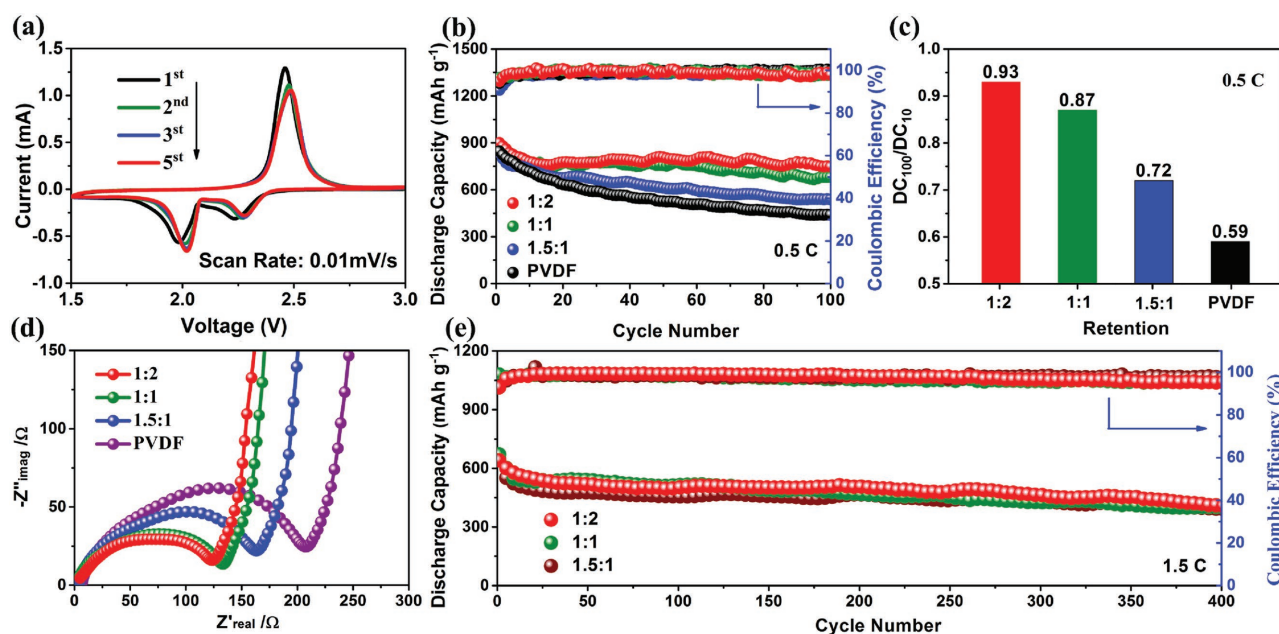 (a)
1.5
1.0
0.5
0.0
-0.5
-1.0
Current (mA)
1st
2nd
3st
5st
Scan Rate: 0.01mV/s
1.5 2.0 2.5 3.0
Voltage (V)
(b)
1500
1200
900
600
300
0
Discharge Capacity (mAh g-1)
1:2
1:1
1.5:1
PVDF
0.5 C
100
80
60
40
20
0
Coulombic Efficiency (%)
0 20 40 60 80 100
Cycle Number
(c)
1.0
0.9
0.8
0.7
0.6
0.5
DC100/DC10
0.5 C
0.93
0.87
0.72
0.59
1:2 1:1 1.5:1 PVDF
Retention
(d)
150
100
50
0
-Z''imag /Ω
1:2
1:1
1.5:1
PVDF
0 50 100 150 200 250 300
Z'real /Ω
(e)
1200
900
600
300
0
Discharge Capacity (mAh g-1)
1:2
1:1
1.5:1
1.5 C
100
80
60
40
20
0
Coulombic Efficiency (%)
0 50 100 150 200 250 300 350 400
Cycle Number